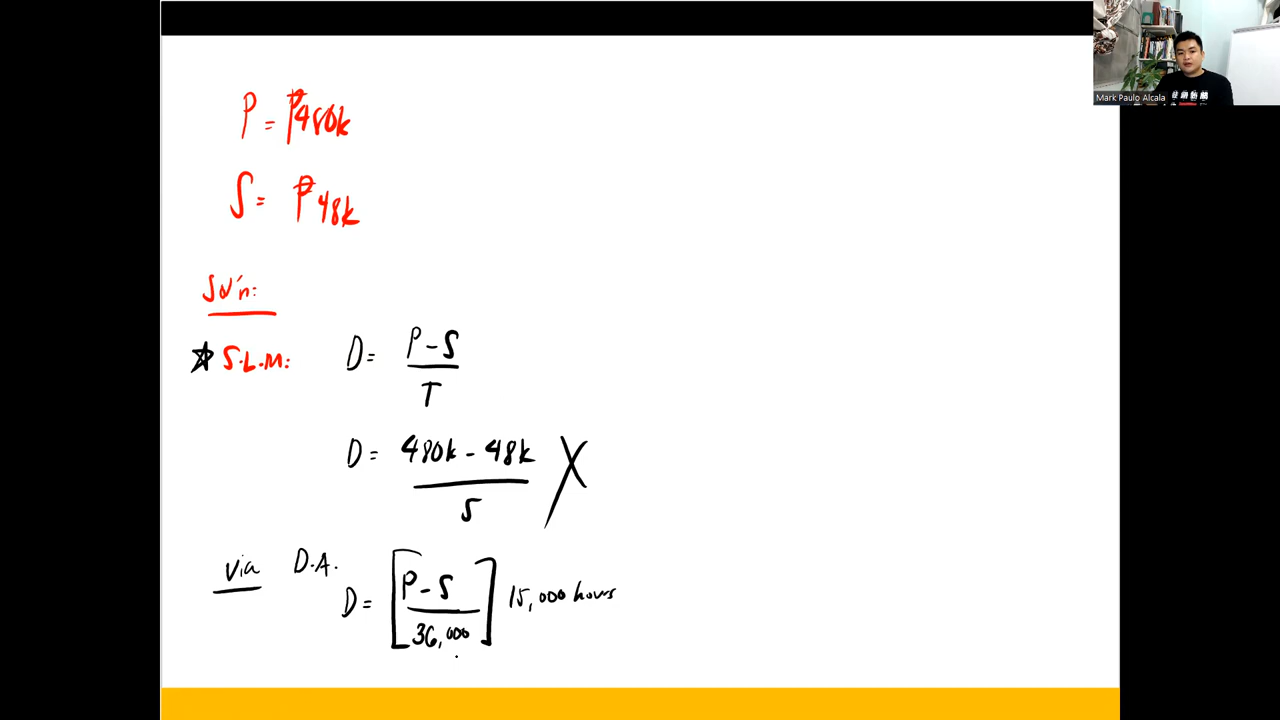 Mark Paulo Alcala
P = ₱480k
S = ₱48k
Sol'n:
☆ S.L.M: D = P - S / T
D = 480k - 48k / 5 X
Via D.A.
D = [P - S / 36,000] 15,000 hours